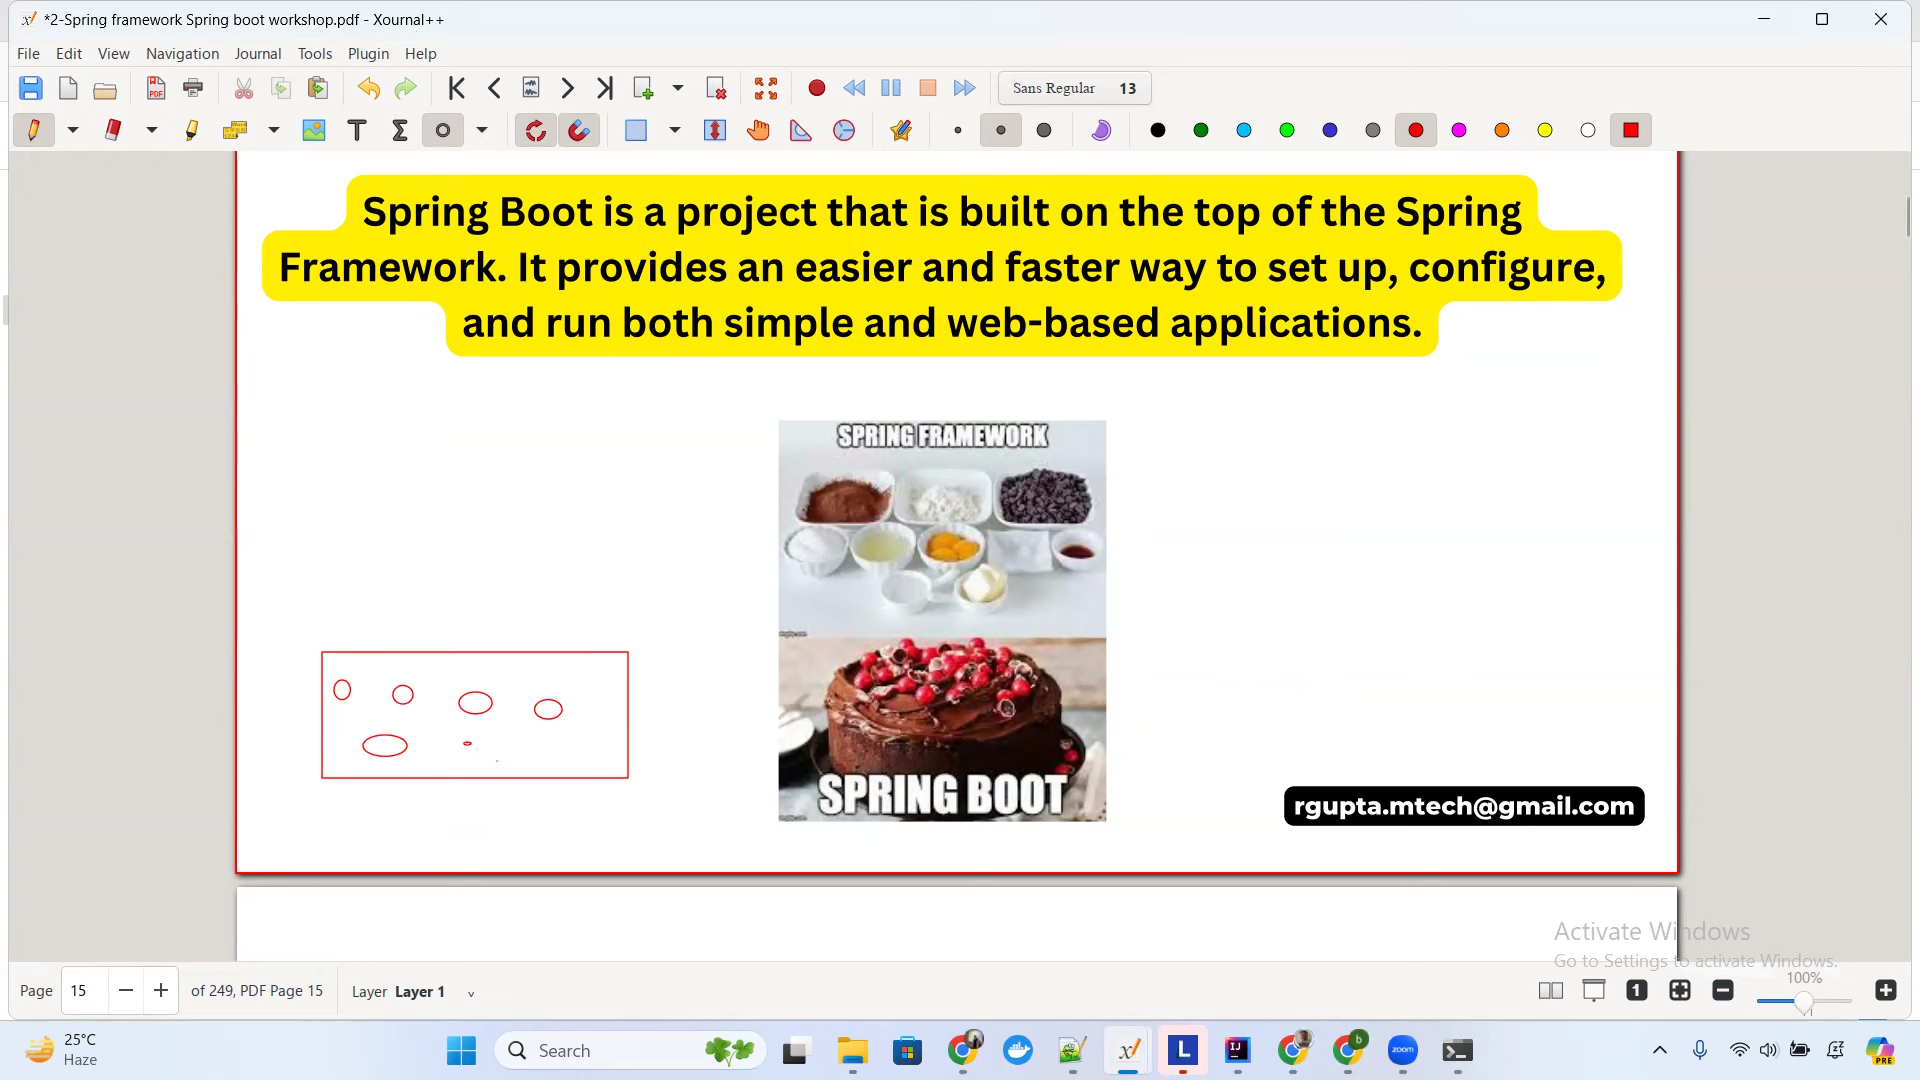 *2-Spring framework Spring boot workshop.pdf - Xournal++
File Edit View Navigation Journal Tools Plugin Help
PDF
Sans Regular 13
Spring Boot is a project that is built on the top of the Spring
Framework. It provides an easier and faster way to set up, configure,
and run both simple and web-based applications.
SPRING FRAMEWORK
SPRING BOOT
rgupta.mtech@gmail.com
Activate Windows
Go to Settings to activate Windows.
Page 15 of 249, PDF Page 15 Layer Layer 1
100%
25°C
Haze
Search
zoom
PRE